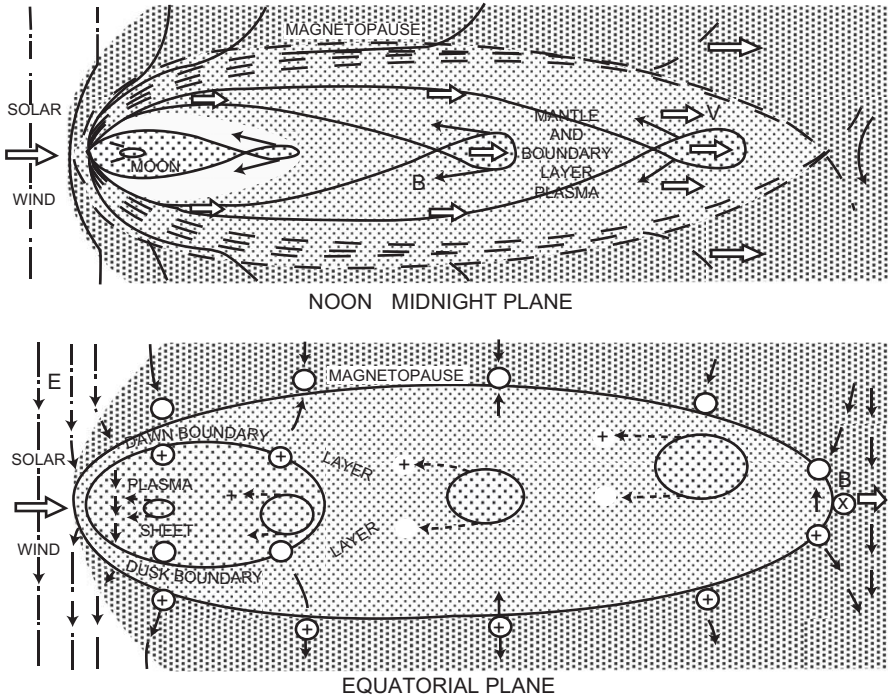 MAGNETOPAUSE
SOLAR
WIND
MOON
B
V
MANTLE
AND
BOUNDARY
LAYER
PLASMA
NOON MIDNIGHT PLANE
E
MAGNETOPAUSE
DAWN BOUNDARY
LAYER
SOLAR
WIND
+
+
+
+
PLASMA
SHEET
+
B
X
LAYER
DUSK BOUNDARY
+
+
+
+
+
EQUATORIAL PLANE